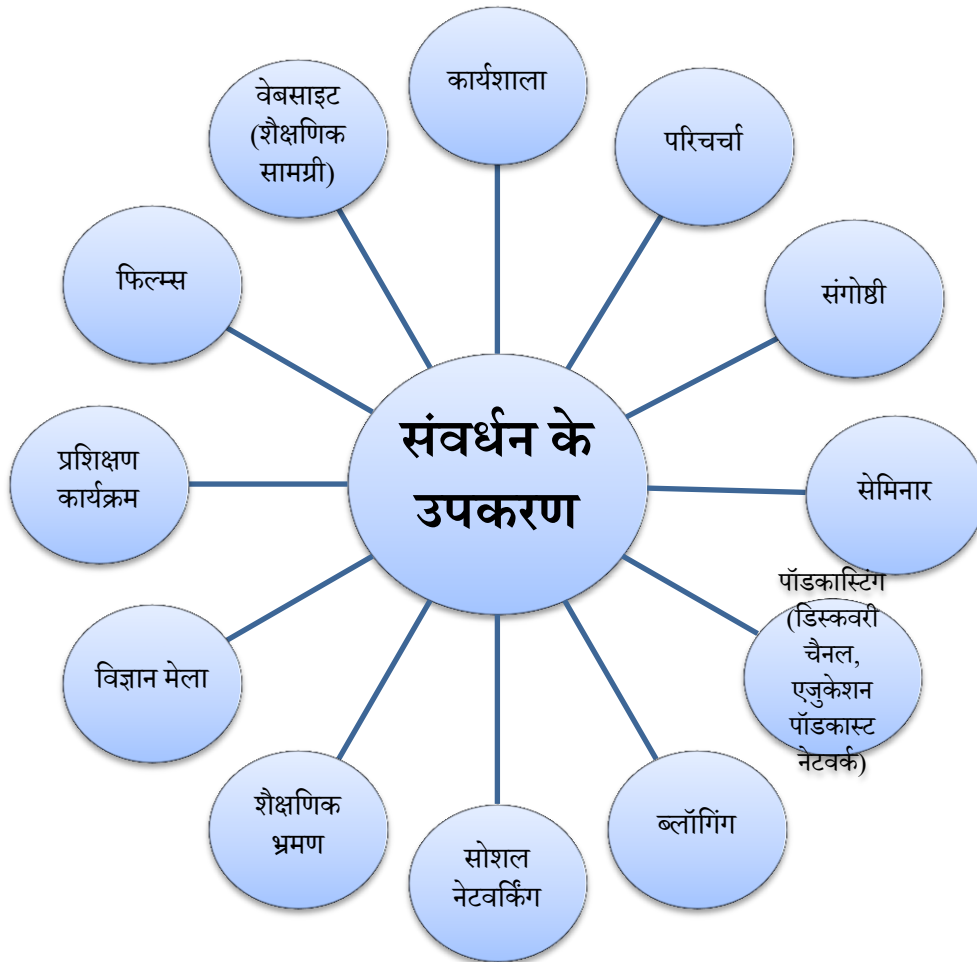 संवर्धन के
उपकरण
कार्यशाला
परिचर्चा
संगोष्ठी
सेमिनार
पॉडकास्टिंग
(डिस्कवरी
चैनल,
एजुकेशन
पॉडकास्ट
नेटवर्क)
ब्लॉगिंग
सोशल
नेटवर्किंग
शैक्षणिक
भ्रमण
विज्ञान मेला
प्रशिक्षण
कार्यक्रम
फिल्म्स
वेबसाइट
(शैक्षणिक
सामग्री)